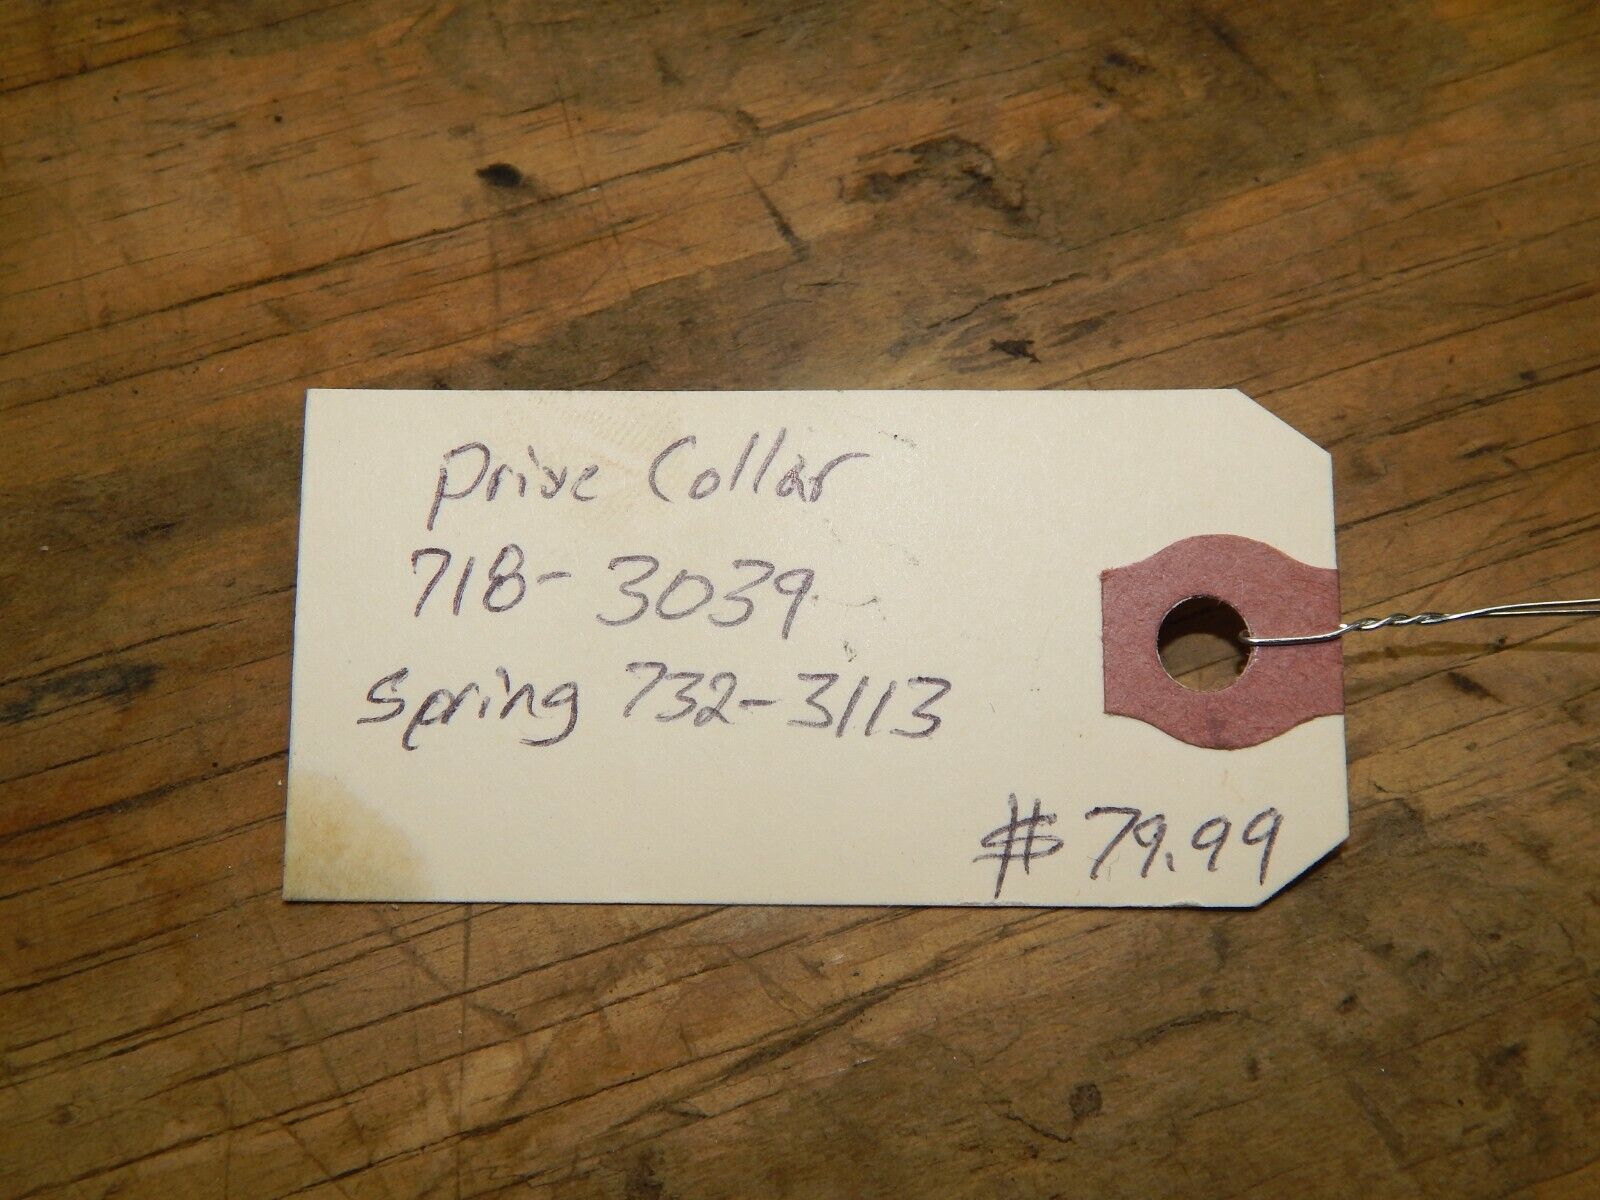 Drive Collar
718-3039
Spring 732-3113
$79.99